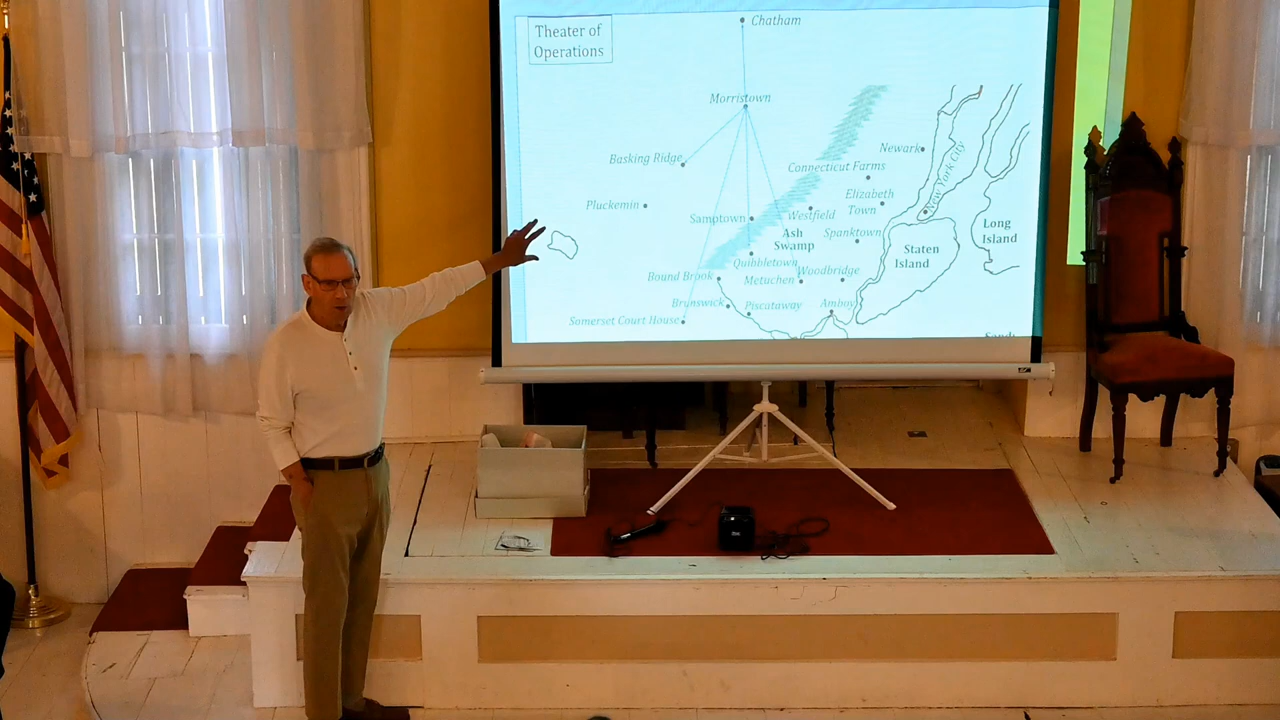 Theater of
Operations
Chatham
Morristown
Newark
Basking Ridge
Connecticut Farms
New York City
Elizabeth
Town
Pluckemin
Samptown
Westfield
Ash
Swamp
Spanktown
Long
Island
Staten
Island
Quibbletown
Bound Brook
Metuchen
Woodbridge
Brunswick
Piscataway
Amboy
Somerset Court House